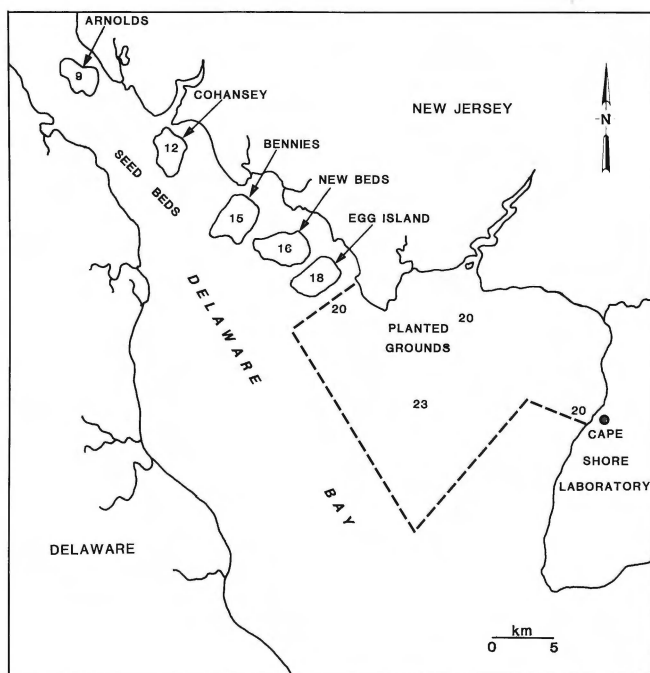 ARNOLDS
9
COHANSEY
NEW JERSEY
N
12
BENNIES
SEED BEDS
NEW BEDS
15
EGG ISLAND
16
18
DELAWARE
20
20
PLANTED
GROUNDS
23
20
CAPE
SHORE
LABORATORY
BAY
DELAWARE
km
0 5